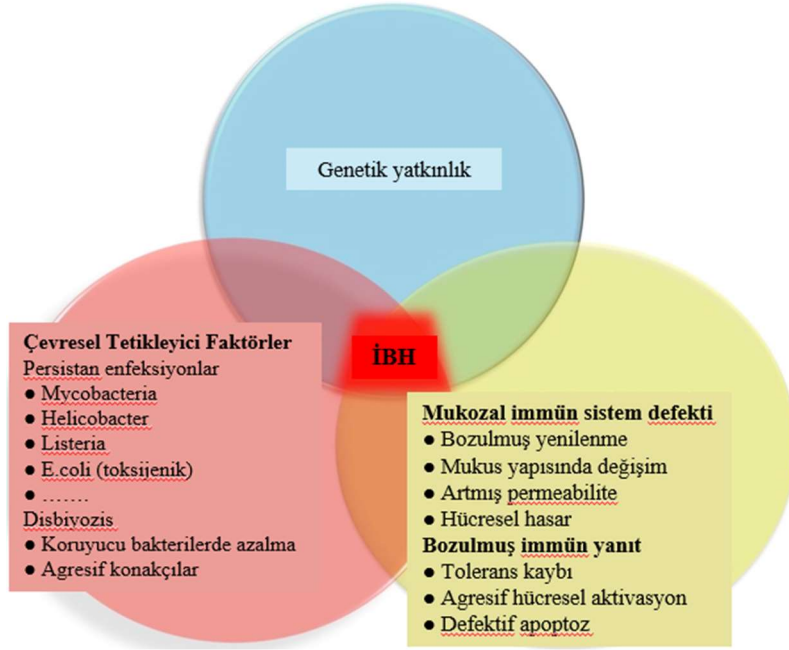 Genetik yatkınlık
Çevresel Tetikleyici Faktörler
Persistan enfeksiyonlar
● Mycobacteria
● Helicobacter
● Listeria
● E.coli (toksijenik)
● …….
Disbiyozis
● Koruyucu bakterilerde azalma
● Agresif konakçılar
İBH
Mukozal immün sistem defekti
● Bozulmuş yenilenme
● Mukus yapısında değişim
● Artmış permeabilite
● Hücresel hasar
Bozulmuş immün yanıt
● Tolerans kaybı
● Agresif hücresel aktivasyon
● Defektif apoptoz